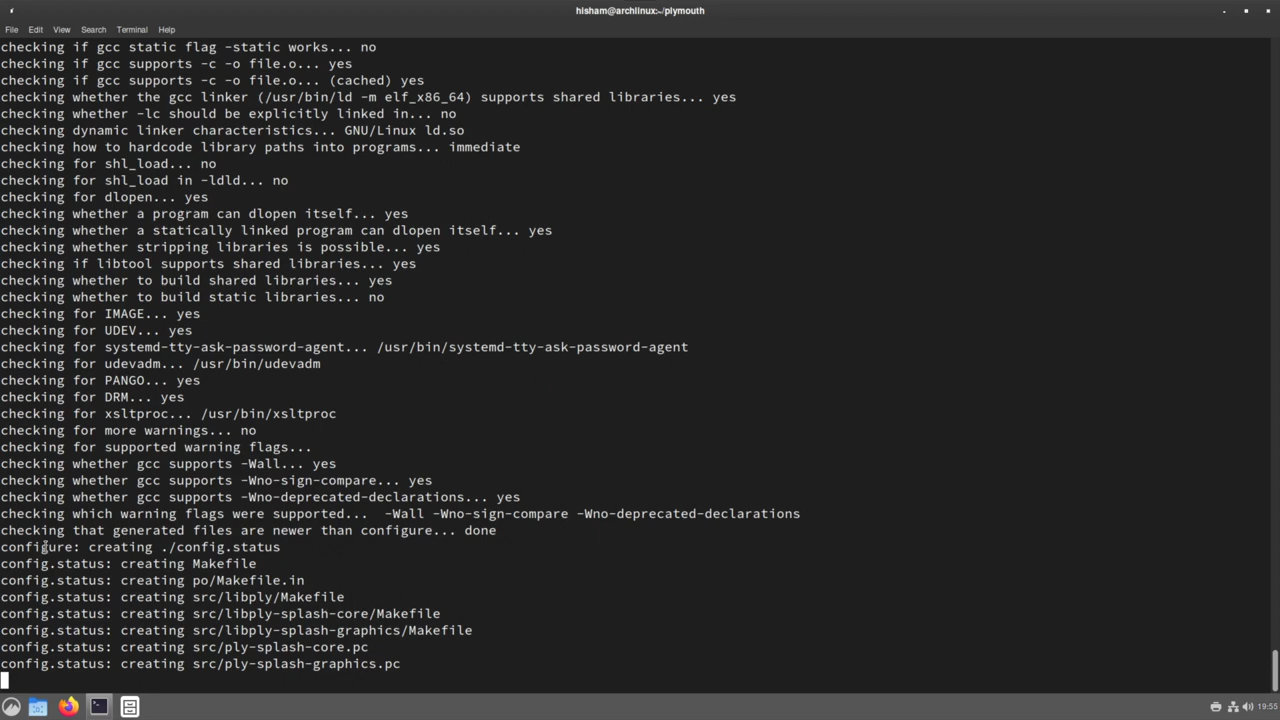 hisham@archlinux:~/plymouth
File Edit View Search Terminal Help
checking if gcc static flag -static works... no
checking if gcc supports -c -o file.o... yes
checking if gcc supports -c -o file.o... (cached) yes
checking whether the gcc linker (/usr/bin/ld -m elf_x86_64) supports shared libraries... yes
checking whether -lc should be explicitly linked in... no
checking dynamic linker characteristics... GNU/Linux ld.so
checking how to hardcode library paths into programs... immediate
checking for shl_load... no
checking for shl_load in -ldld... no
checking for dlopen... yes
checking whether a program can dlopen itself... yes
checking whether a statically linked program can dlopen itself... yes
checking whether stripping libraries is possible... yes
checking if libtool supports shared libraries... yes
checking whether to build shared libraries... yes
checking whether to build static libraries... no
checking for IMAGE... yes
checking for UDEV... yes
checking for systemd-tty-ask-password-agent... /usr/bin/systemd-tty-ask-password-agent
checking for udevadm... /usr/bin/udevadm
checking for PANGO... yes
checking for DRM... yes
checking for xsltproc... /usr/bin/xsltproc
checking for more warnings... no
checking for supported warning flags...
checking whether gcc supports -Wall... yes
checking whether gcc supports -Wno-sign-compare... yes
checking whether gcc supports -Wno-deprecated-declarations... yes
checking which warning flags were supported...  -Wall -Wno-sign-compare -Wno-deprecated-declarations
checking that generated files are newer than configure... done
configure: creating ./config.status
config.status: creating Makefile
config.status: creating po/Makefile.in
config.status: creating src/libply/Makefile
config.status: creating src/libply-splash-core/Makefile
config.status: creating src/libply-splash-graphics/Makefile
config.status: creating src/ply-splash-core.pc
config.status: creating src/ply-splash-graphics.pc
19:55